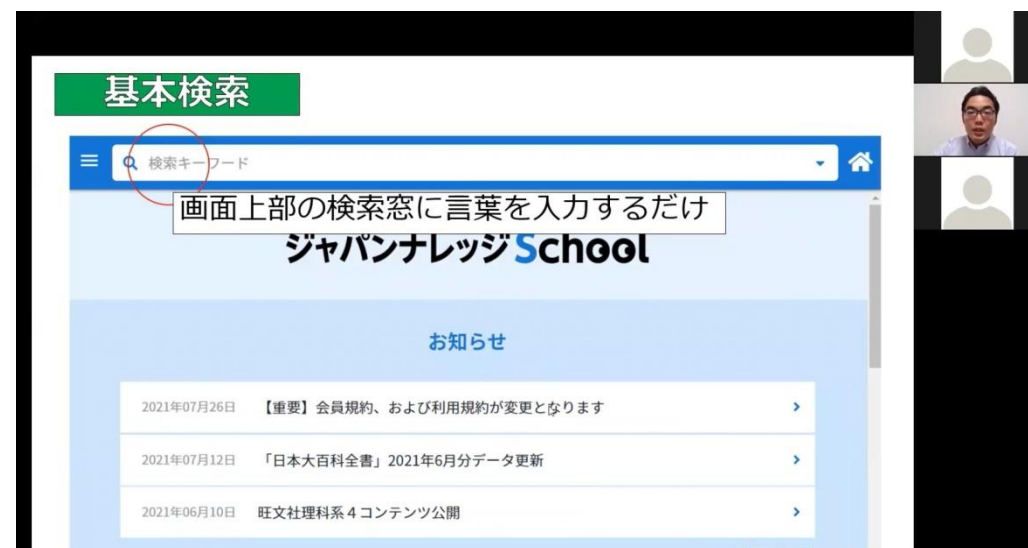 基本検索
検索キーワード
画面上部の検索窓に言葉を入力するだけ
ジャパンナレッジSchool
お知らせ
2021年07月26日 【重要】会員規約、および利用規約が変更となります
2021年07月12日 「日本大百科全書」2021年6月分データ更新
2021年06月10日 旺文社理科系4コンテンツ公開